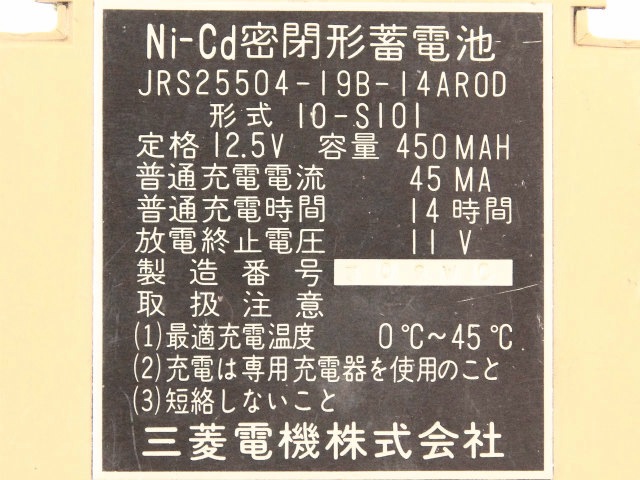 Ni-Cd密閉形蓄電池
JRS25504-19B-14AROD
形式 10-S101
定格 12.5V 容量 450MAH
普通充電電流 45MA
普通充電時間 14時間
放電終止電圧 11V
製造番号
取扱注意
(1)最適充電温度 0℃~45℃
(2)充電は専用充電器を使用のこと
(3)短絡しないこと
三菱電機株式会社